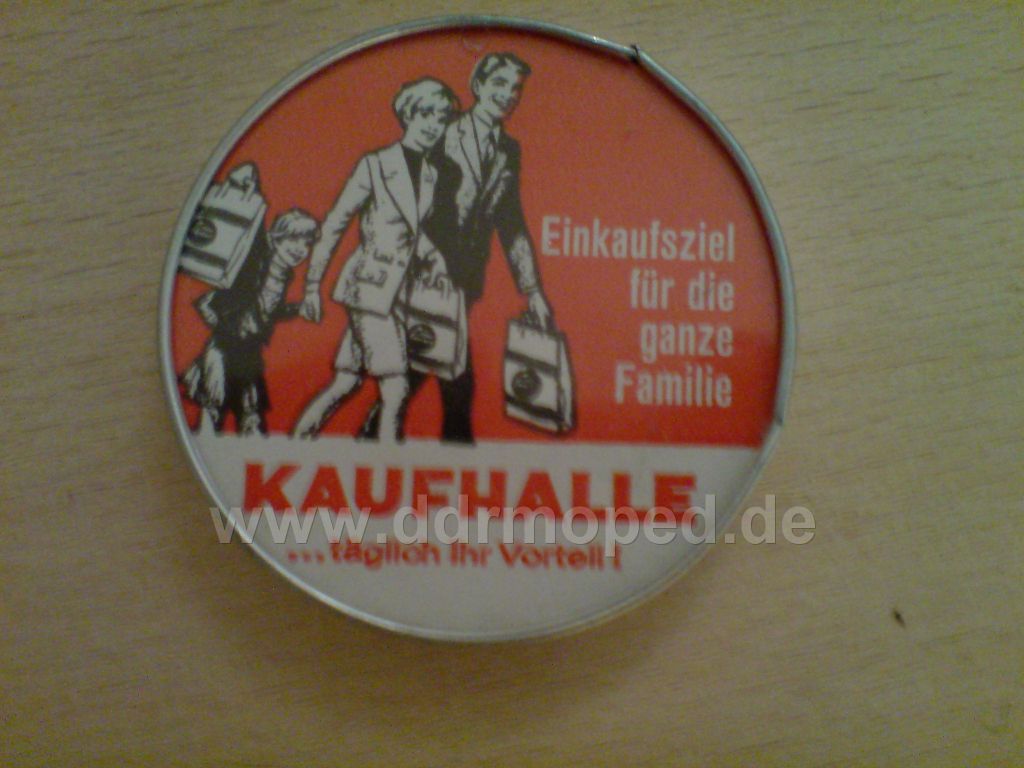 Einkaufsziel
für die
ganze
Familie
KAUFHALLE
www.ddrmoped.de
...täglich Ihr Vorteil!